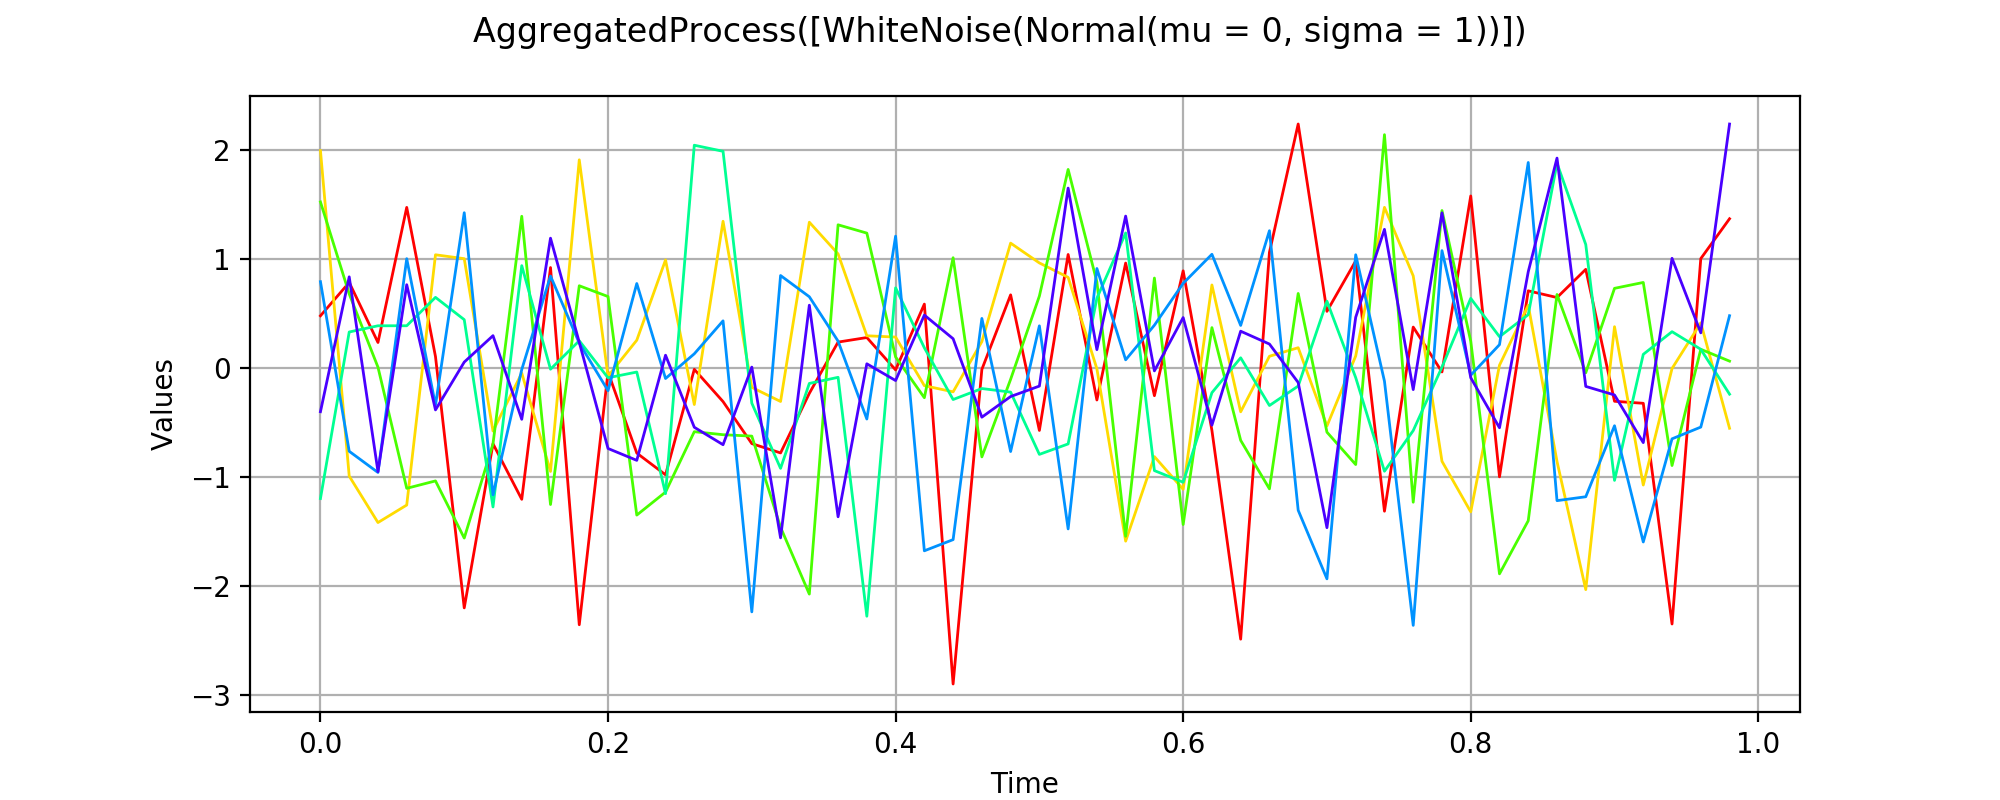 AggregatedProcess([WhiteNoise(Normal(mu = 0, sigma = 1))])
2
1
0
−1
−2
−3
Values
0.0 0.2 0.4 0.6 0.8 1.0
Time